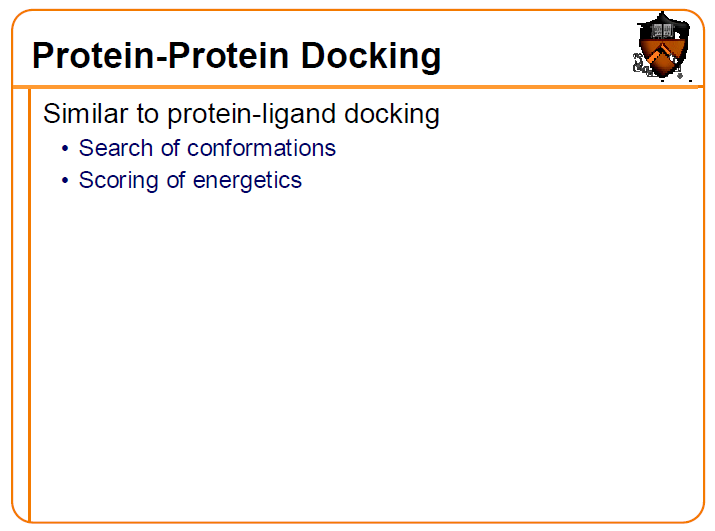 Protein-Protein Docking
Similar to protein-ligand docking
• Search of conformations
• Scoring of energetics